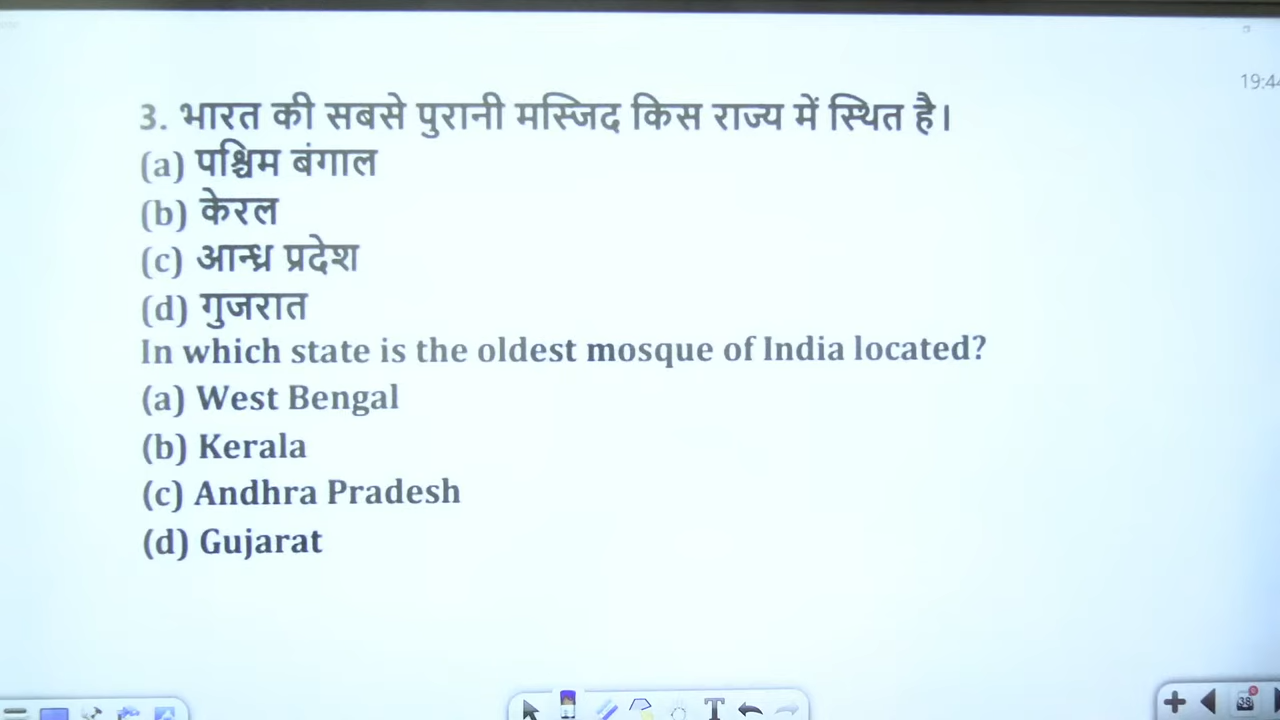 19:44
3. भारत की सबसे पुरानी मस्जिद किस राज्य में स्थित है।
(a) पश्चिम बंगाल
(b) केरल
(c) आन्ध्र प्रदेश
(d) गुजरात
In which state is the oldest mosque of India located?
(a) West Bengal
(b) Kerala
(c) Andhra Pradesh
(d) Gujarat
T
38